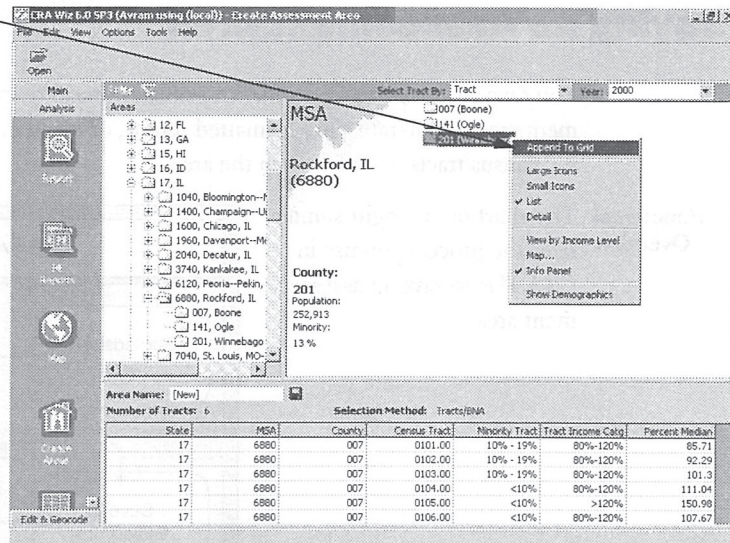 CRA Wiz 6.0 SP3 (Avram using (local)) - Create Assessment Area
File Edit View Options Tools Help
Open
Main
Analysis
Report
Reports
Map
Create Areas
Edit & Geocode
Select Tract By: Tract Year: 2000
Areas
12, FL
13, GA
15, HI
16, ID
17, IL
1040, Bloomington--N
1400, Champaign--U
1600, Chicago, IL
1960, Davenport--Mo
2040, Decatur, IL
3740, Kankakee, IL
6120, Peoria--Pekin,
6880, Rockford, IL
007, Boone
141, Ogle
201, Winnebago
7040, St. Louis, MO-
MSA
Rockford, IL
(6880)
County:
201
Population:
252,913
Minority:
13 %
007 (Boone)
141 (Ogle)
201 (Winn
Append To Grid
Large Icons
Small Icons
List
Detail
View by Income Level
Map...
Info Panel
Show Demographics
Area Name: [New]
Number of Tracts: 6 Selection Method: Tracts/BNA
State MSA County Census Tract Minority Tract Tract Income Catg Percent Median
17 6880 007 0101.00 10% - 19% 80%-120% 85.71
17 6880 007 0102.00 10% - 19% 80%-120% 92.29
17 6880 007 0103.00 10% - 19% 80%-120% 101.3
17 6880 007 0104.00 <10% 80%-120% 111.04
17 6880 007 0105.00 <10% >120% 150.98
17 6880 007 0106.00 <10% 80%-120% 107.67